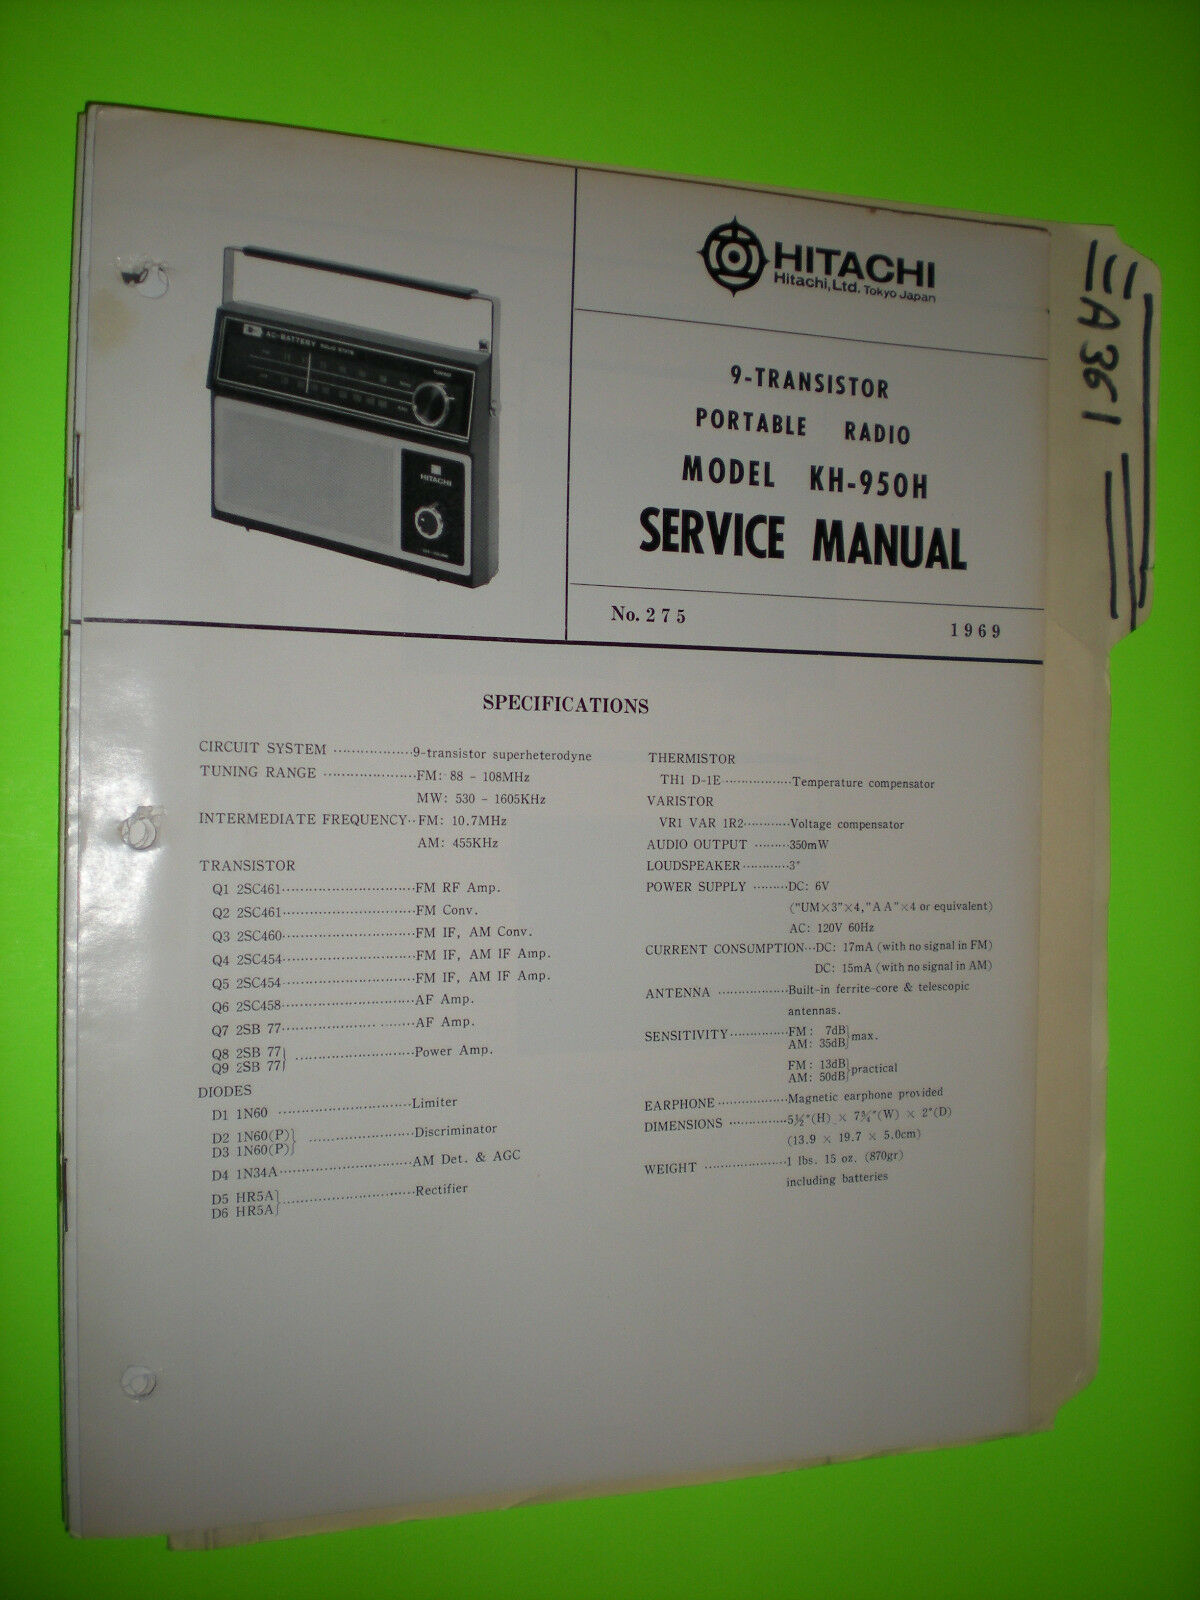 HITACHI
Hitachi,Ltd. Tokyo Japan
9-TRANSISTOR
PORTABLE RADIO
MODEL KH-950H
SERVICE MANUAL
No. 275
1969
EA361
AC-BATTERY SOLID STATE
TUNING
HITACHI
SPECIFICATIONS
CIRCUIT SYSTEM ·················9-transistor superheterodyne
TUNING RANGE ····················FM: 88 - 108MHz
MW: 530 - 1605KHz
INTERMEDIATE FREQUENCY··FM: 10.7MHz
AM: 455KHz
TRANSISTOR
Q1 2SC461·····························FM RF Amp.
Q2 2SC461·····························FM Conv.
Q3 2SC460·····························FM IF, AM Conv.
Q4 2SC454·····························FM IF, AM IF Amp.
Q5 2SC454·····························FM IF, AM IF Amp.
Q6 2SC458·····························AF Amp.
Q7 2SB 77·····························AF Amp.
Q8 2SB 77}
Q9 2SB 77} ··························Power Amp.
DIODES
D1 1N60 ·····························Limiter
D2 1N60(P)}
D3 1N60(P)} ·······················Discriminator
D4 1N34A·····························AM Det. & AGC
D5 HR5A}
D6 HR5A} ····························Rectifier
THERMISTOR
TH1 D-1E··················Temperature compensator
VARISTOR
VR1 VAR 1R2············Voltage compensator
AUDIO OUTPUT ·········350mW
LOUDSPEAKER············3"
POWER SUPPLY ·········DC: 6V
("UM×3"×4,"AA"×4 or equivalent)
AC: 120V 60Hz
CURRENT CONSUMPTION···DC: 17mA (with no signal in FM)
DC: 15mA (with no signal in AM)
ANTENNA ··················Built-in ferrite-core & telescopic
antennas.
SENSITIVITY···············FM: 7dB}
AM: 35dB} max.
FM: 13dB}
AM: 50dB} practical
EARPHONE ··················Magnetic earphone provided
DIMENSIONS ···············5½"(H) × 7¾"(W) × 2"(D)
(13.9 × 19.7 × 5.0cm)
WEIGHT ·····················1 lbs. 15 oz. (870gr)
including batteries